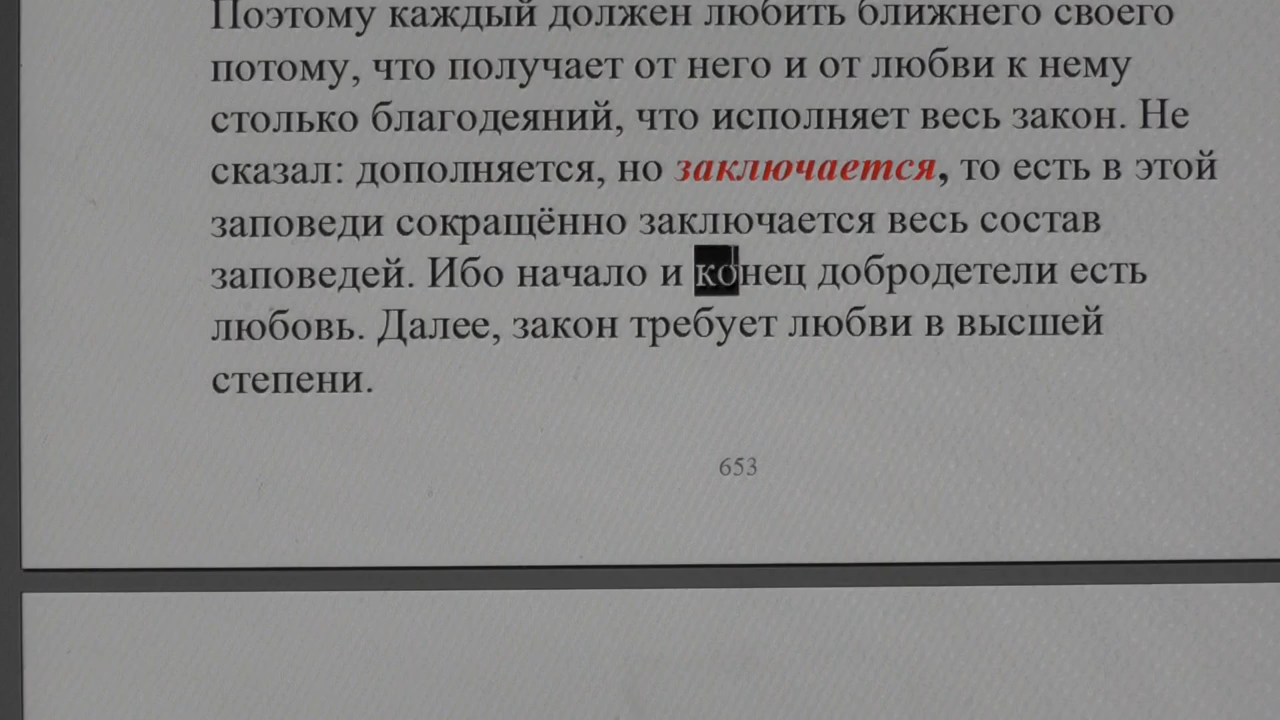 Поэтому каждый должен любить ближнего своего
потому, что получает от него и от любви к нему
столько благодеяний, что исполняет весь закон. Не
сказал: дополняется, но заключается, то есть в этой
заповеди сокращённо заключается весь состав
заповедей. Ибо начало и конец добродетели есть
любовь. Далее, закон требует любви в высшей
степени.
653